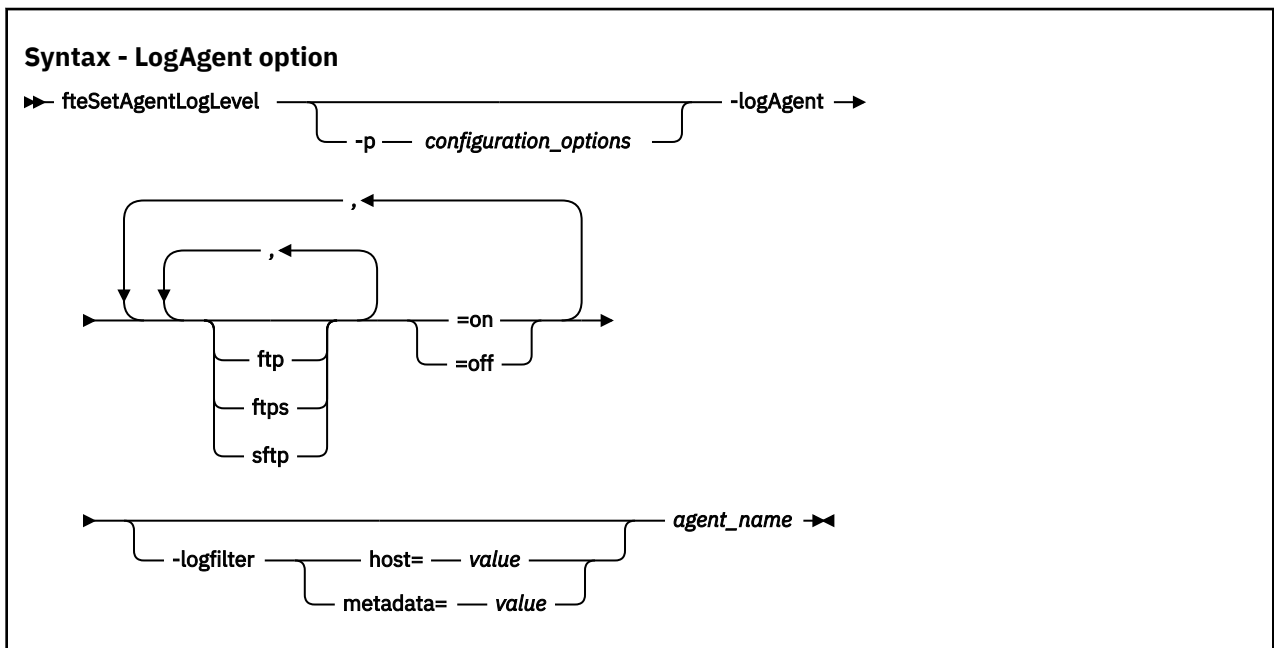 Syntax - LogAgent option
fteSetAgentLogLevel -logAgent
-p configuration_options
,
,
=on
ftp =off
ftps
sftp
agent_name
-logfilter host= value
metadata= value